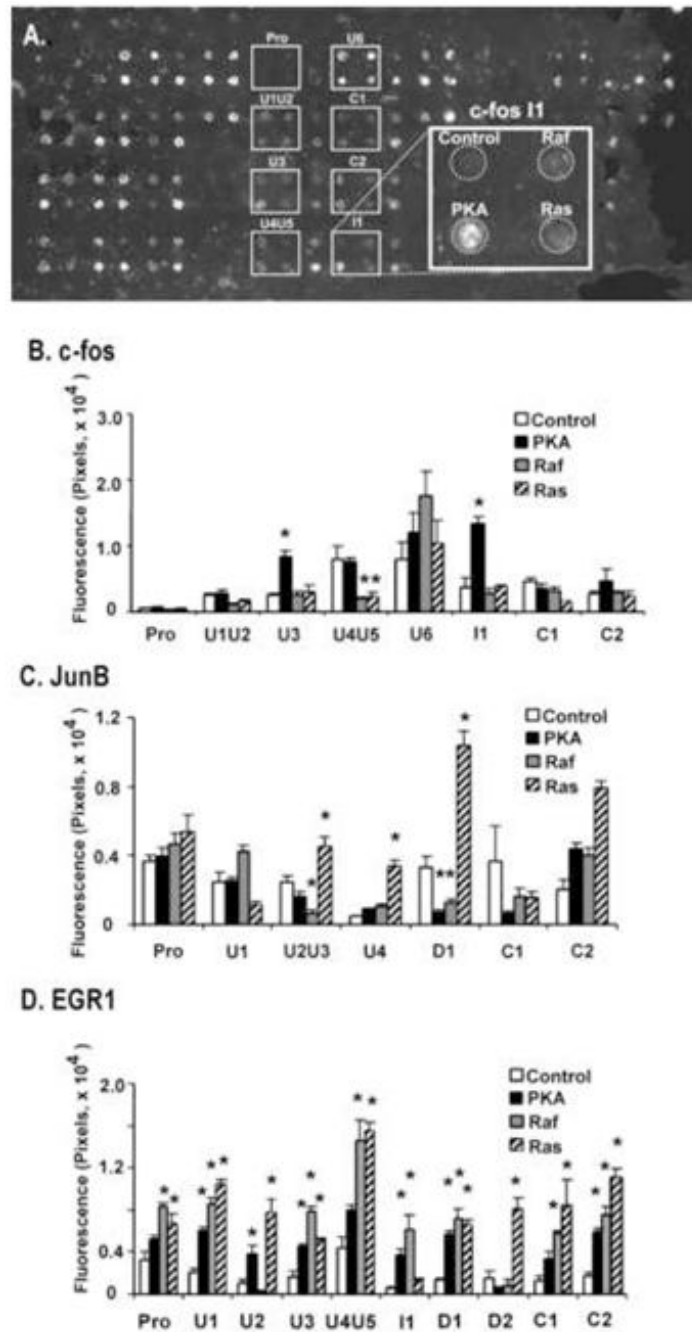 A.
Pro U6
U1U2 C1
c-fos I1
Control Raf
U3 C2
PKA Ras
U4U5 I1
B. c-fos
Fluorescence (Pixels, x 10⁴)
3.0
2.0
1.0
0
Control
PKA
Raf
Ras
*
**
*
Pro U1U2 U3 U4U5 U6 I1 C1 C2
C. JunB
Fluorescence (Pixels, x 10⁴)
1.2
0.8
0.4
0
Control
PKA
Raf
Ras
*
*
*
**
*
Pro U1 U2U3 U4 D1 C1 C2
D. EGR1
Fluorescence (Pixels, x 10⁴)
2.0
1.2
0.4
0
Control
PKA
Raf
Ras
* * * * * * * * * * * * * * * * * * * * * * *
Pro U1 U2 U3 U4U5 I1 D1 D2 C1 C2